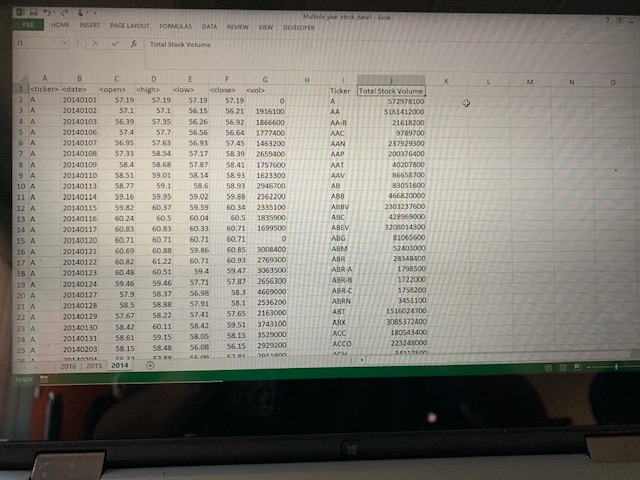 Multiple_year_stock_data1 - Excel
FILE HOME INSERT PAGE LAYOUT FORMULAS DATA REVIEW VIEW DEVELOPER
J1 fx Total Stock Volume
A B C D E F G H I J K L M N O
1 <ticker> <date> <open> <high> <low> <close> <vol> Ticker Total Stock Volume
2 A 20140101 57.19 57.19 57.19 57.19 0 A 572978100
3 A 20140102 57.1 57.1 56.15 56.21 1916100 AA 5161412000
4 A 20140103 56.39 57.35 56.26 56.92 1866600 AA-B 21618200
5 A 20140106 57.4 57.7 56.56 56.64 1777400 AAC 9789700
6 A 20140107 56.95 57.63 56.93 57.45 1463200 AAN 237929300
7 A 20140108 57.33 58.54 57.17 58.39 2659400 AAP 200376400
8 A 20140109 58.4 58.68 57.87 58.41 1757600 AAT 40207800
9 A 20140110 58.51 59.01 58.14 58.93 1623300 AAV 86658700
10 A 20140113 58.77 59.1 58.6 58.93 2946700 AB 83051600
11 A 20140114 59.16 59.95 59.02 59.88 2562200 ABB 466820000
12 A 20140115 59.82 60.37 59.59 60.34 2335100 ABBV 2303237600
13 A 20140116 60.24 60.5 60.04 60.5 1835900 ABC 428969000
14 A 20140117 60.83 60.83 60.33 60.71 1699500 ABEV 3208014300
15 A 20140120 60.71 60.71 60.71 60.71 0 ABG 81065600
16 A 20140121 60.69 60.88 59.86 60.85 3008400 ABM 52403000
17 A 20140122 60.82 61.22 60.71 60.93 2769300 ABR 28348400
18 A 20140123 60.48 60.51 59.4 59.47 3063500 ABR-A 1798500
19 A 20140124 59.46 59.46 57.71 57.87 2656300 ABR-B 1722000
20 A 20140127 57.9 58.37 56.98 58.3 4669000 ABR-C 1758200
21 A 20140128 58.5 58.88 57.91 58.1 2536200 ABRN 3451100
22 A 20140129 57.67 58.22 57.41 57.65 2163000 ABT 1516024700
23 A 20140130 58.42 60.11 58.42 59.51 3743100 ABX 3085372400
24 A 20140131 58.61 59.15 58.05 58.15 3529000 ACC 180543400
25 A 20140203 58.15 58.48 56.08 56.15 2929200 ACCO 223248000
2016 2015 2014
READY